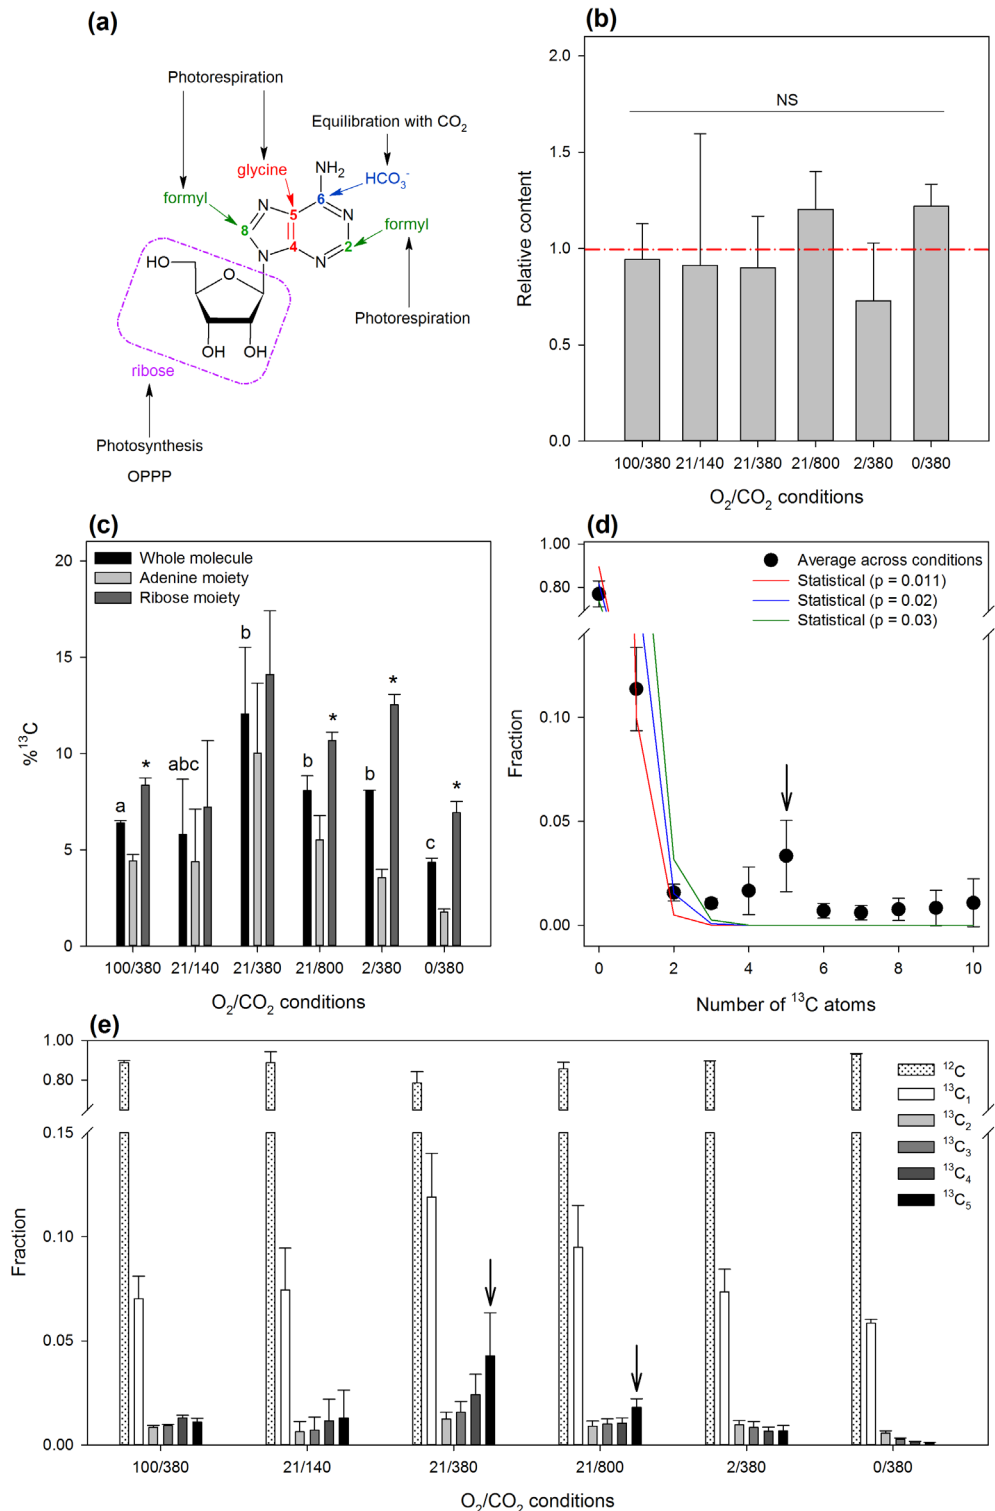 (a)
Photorespiration
Equilibration with CO₂
NH₂
glycine
HCO₃⁻
6
formyl
N
5
N
formyl
8
4
2
N
N
HO
O
Photorespiration
OH
OH
ribose
Photosynthesis
OPPP
(b)
2.0
NS
1.5
1.0
0.5
0.0
Relative content
100/380 21/140 21/380 21/800 2/380 0/380
O₂/CO₂ conditions
(c)
20
Whole molecule
Adenine moiety
Ribose moiety
15
10
5
0
%¹³C
a
*
abc
b
b
*
b
*
c
*
100/380 21/140 21/380 21/800 2/380 0/380
O₂/CO₂ conditions
(d)
1.00
Average across conditions
0.80
Statistical (p = 0.011)
Statistical (p = 0.02)
Statistical (p = 0.03)
0.10
0.05
0.00
Fraction
0 2 4 6 8 10
Number of ¹³C atoms
(e)
1.00
0.80
0.15
0.10
0.05
0.00
Fraction
¹²C
¹³C₁
¹³C₂
¹³C₃
¹³C₄
¹³C₅
100/380 21/140 21/380 21/800 2/380 0/380
O₂/CO₂ conditions